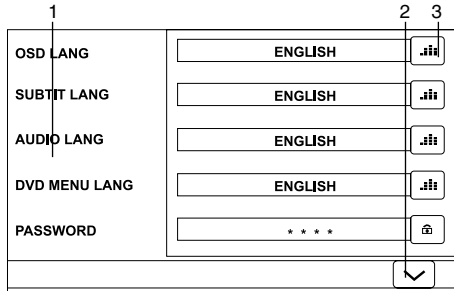 1 2 3
OSD LANG ENGLISH
SUBTIT LANG ENGLISH
AUDIO LANG ENGLISH
DVD MENU LANG ENGLISH
PASSWORD * * * *